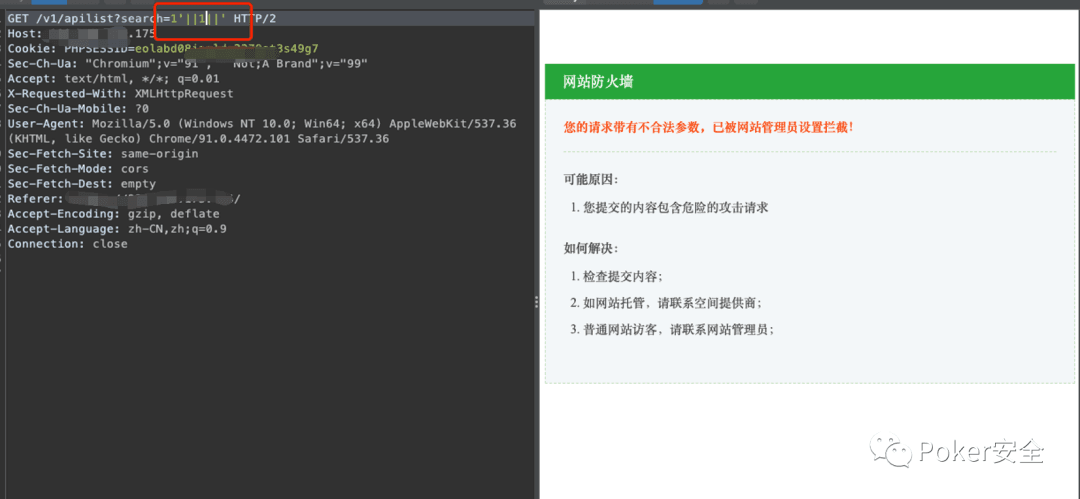 GET /v1/apilist?search=1'||1||' HTTP/2
Host: .175
Cookie: PHPSESSID=
Sec-Ch-Ua: "Chromium";v="91", " Not;A Brand";v="99"
Accept: text/html, */*; q=0.01
X-Requested-With: XMLHttpRequest
Sec-Ch-Ua-Mobile: ?0
User-Agent: Mozilla/5.0 (Windows NT 10.0; Win64; x64) AppleWebKit/537.36
(KHTML, like Gecko) Chrome/91.0.4472.101 Safari/537.36
Sec-Fetch-Site: same-origin
Sec-Fetch-Mode: cors
Sec-Fetch-Dest: empty
Referer: /
Accept-Encoding: gzip, deflate
Accept-Language: zh-CN,zh;q=0.9
Connection: close
网站防火墙
您的请求带有不合法参数，已被网站管理员设置拦截！
可能原因：
1. 您提交的内容包含危险的攻击请求
如何解决：
1. 检查提交内容；
2. 如网站托管，请联系空间提供商；
3. 普通网站访客，请联系网站管理员；
Poker安全